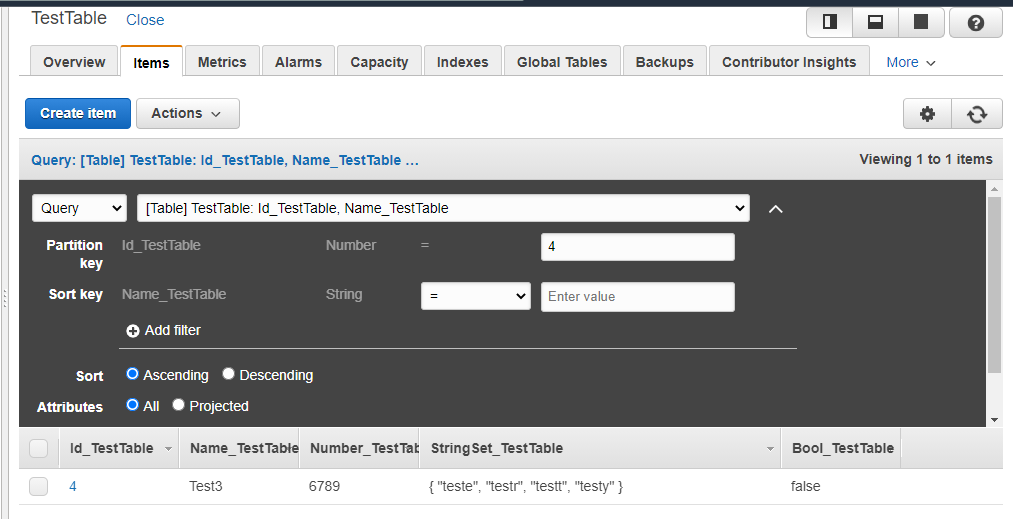 TestTable Close
Overview Items Metrics Alarms Capacity Indexes Global Tables Backups Contributor Insights More
Create item Actions
Query: [Table] TestTable: Id_TestTable, Name_TestTable ... Viewing 1 to 1 items
Query [Table] TestTable: Id_TestTable, Name_TestTable
Partition key Id_TestTable Number = 4
Sort key Name_TestTable String = Enter value
Add filter
Sort Ascending Descending
Attributes All Projected
Id_TestTable Name_TestTable Number_TestTab StringSet_TestTable Bool_TestTable
4 Test3 6789 { "teste", "testr", "testt", "testy" } false